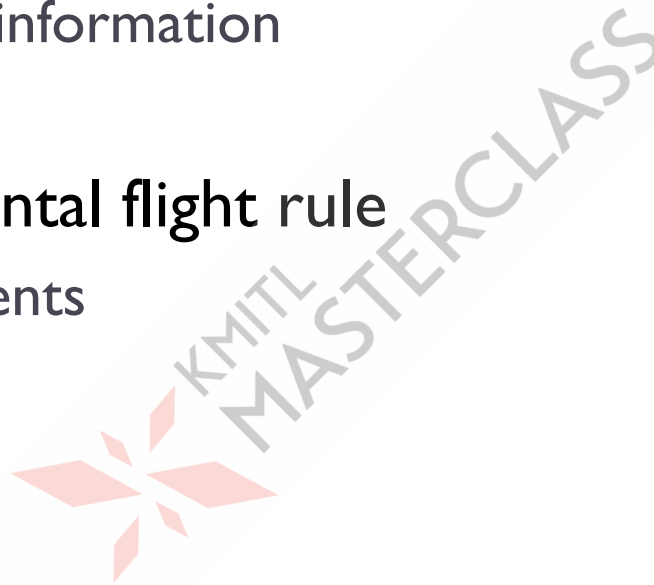 information
ntal flight rule
ents
KMITL
MASTERCLASS